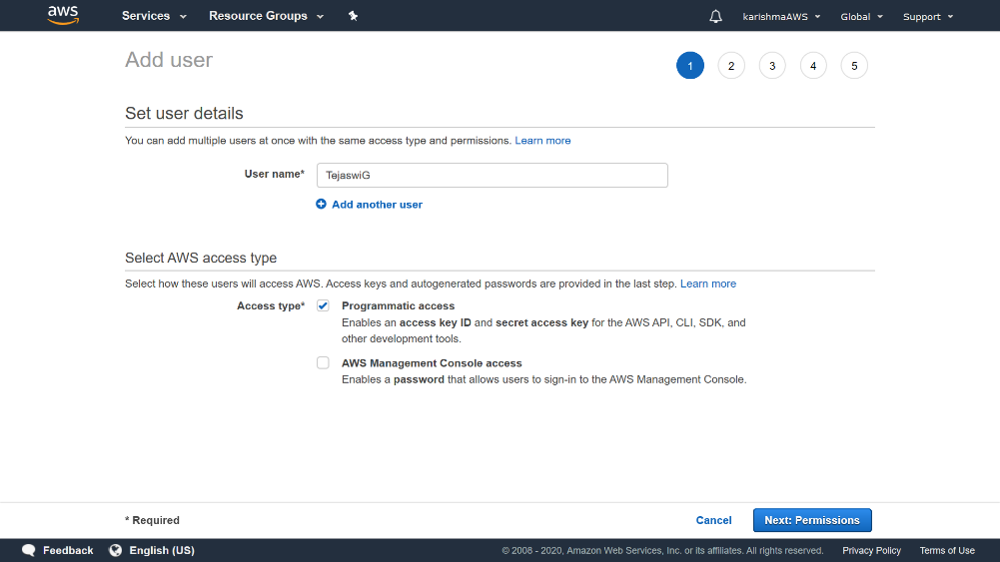 aws
Services
Resource Groups
karishmaAWS
Global
Support
Add user
1
2
3
4
5
Set user details
You can add multiple users at once with the same access type and permissions. Learn more
User name*
TejaswiG
Add another user
Select AWS access type
Select how these users will access AWS. Access keys and autogenerated passwords are provided in the last step. Learn more
Access type*
Programmatic access
Enables an access key ID and secret access key for the AWS API, CLI, SDK, and
other development tools.
AWS Management Console access
Enables a password that allows users to sign-in to the AWS Management Console.
* Required
Cancel
Next: Permissions
Feedback
English (US)
© 2008 - 2020, Amazon Web Services, Inc. or its affiliates. All rights reserved.
Privacy Policy
Terms of Use